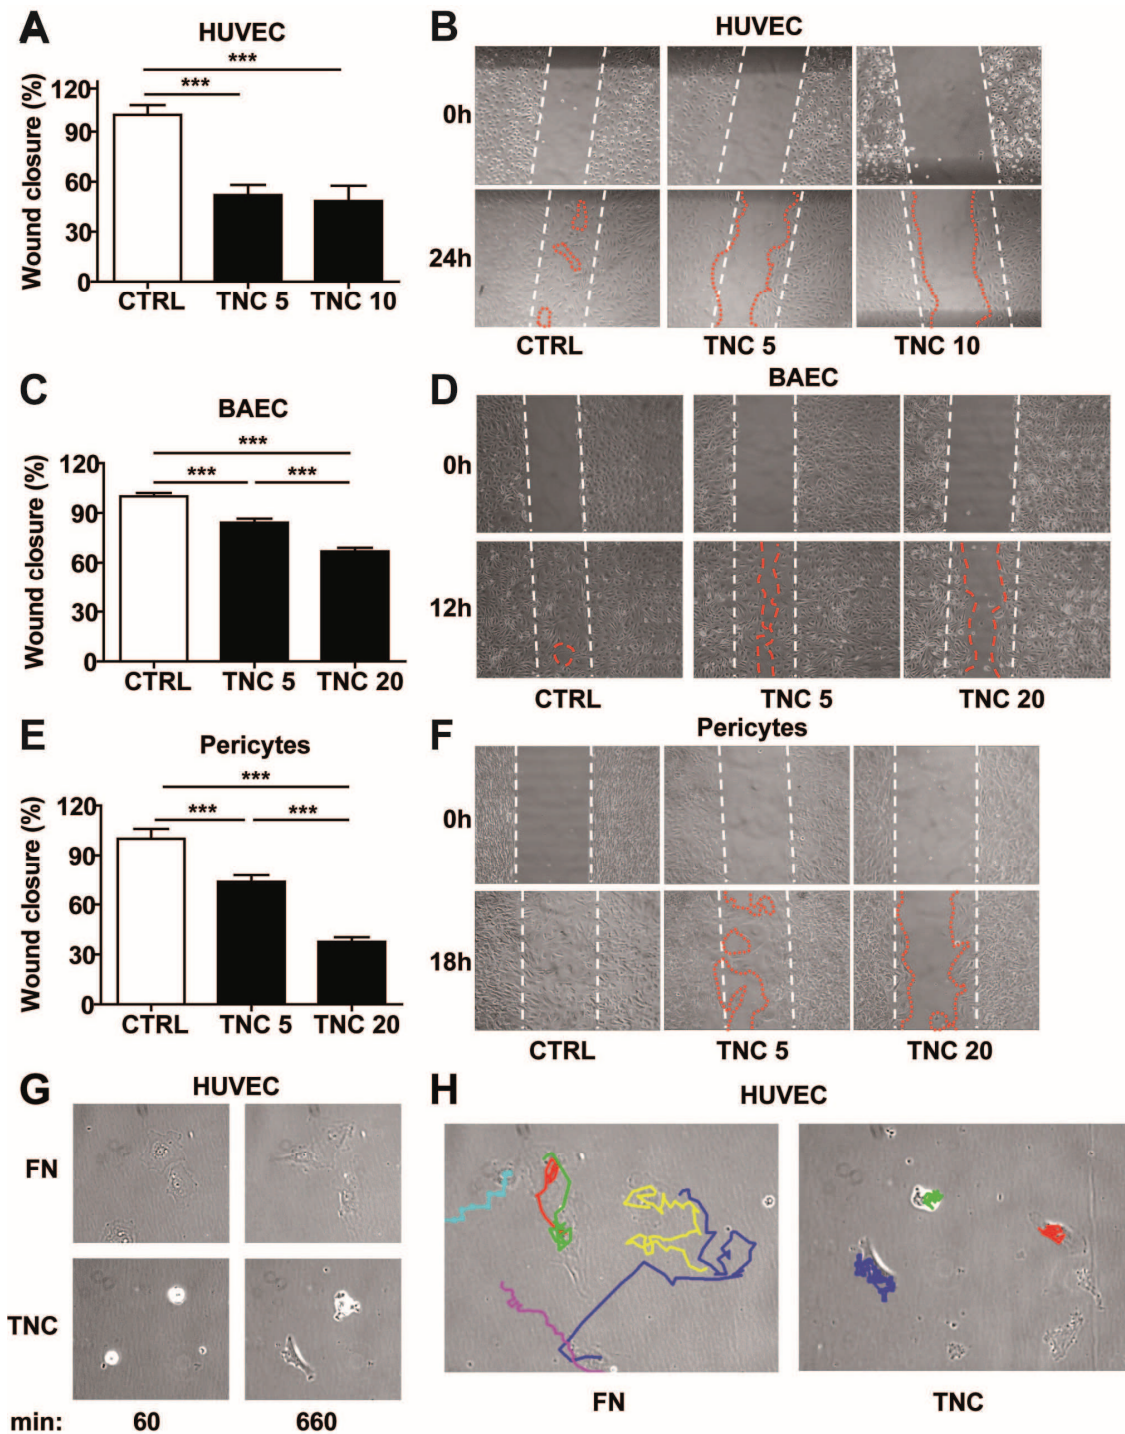 A
HUVEC
***
***
Wound closure (%)
120
90
60
30
0
CTRL TNC 5 TNC 10
B
HUVEC
0h
24h
CTRL TNC 5 TNC 10
C
BAEC
***
*** ***
Wound closure (%)
120
90
60
30
0
CTRL TNC 5 TNC 20
D
BAEC
0h
12h
CTRL TNC 5 TNC 20
E
Pericytes
***
*** ***
Wound closure (%)
120
90
60
30
0
CTRL TNC 5 TNC 20
F
Pericytes
0h
18h
CTRL TNC 5 TNC 20
G
HUVEC
FN
TNC
min: 60 660
H
HUVEC
FN TNC